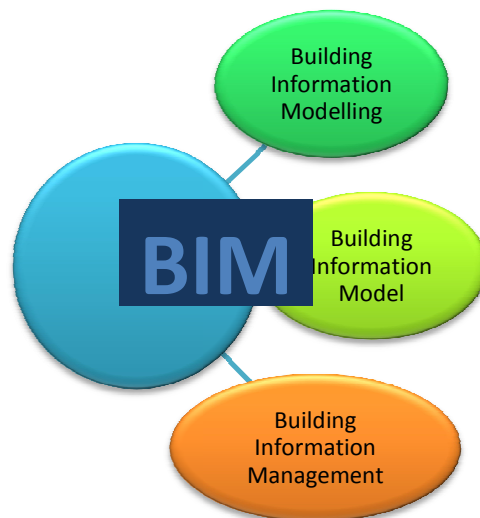 Building
Information
Modelling
BIM
Building
Information
Model
Building
Information
Management